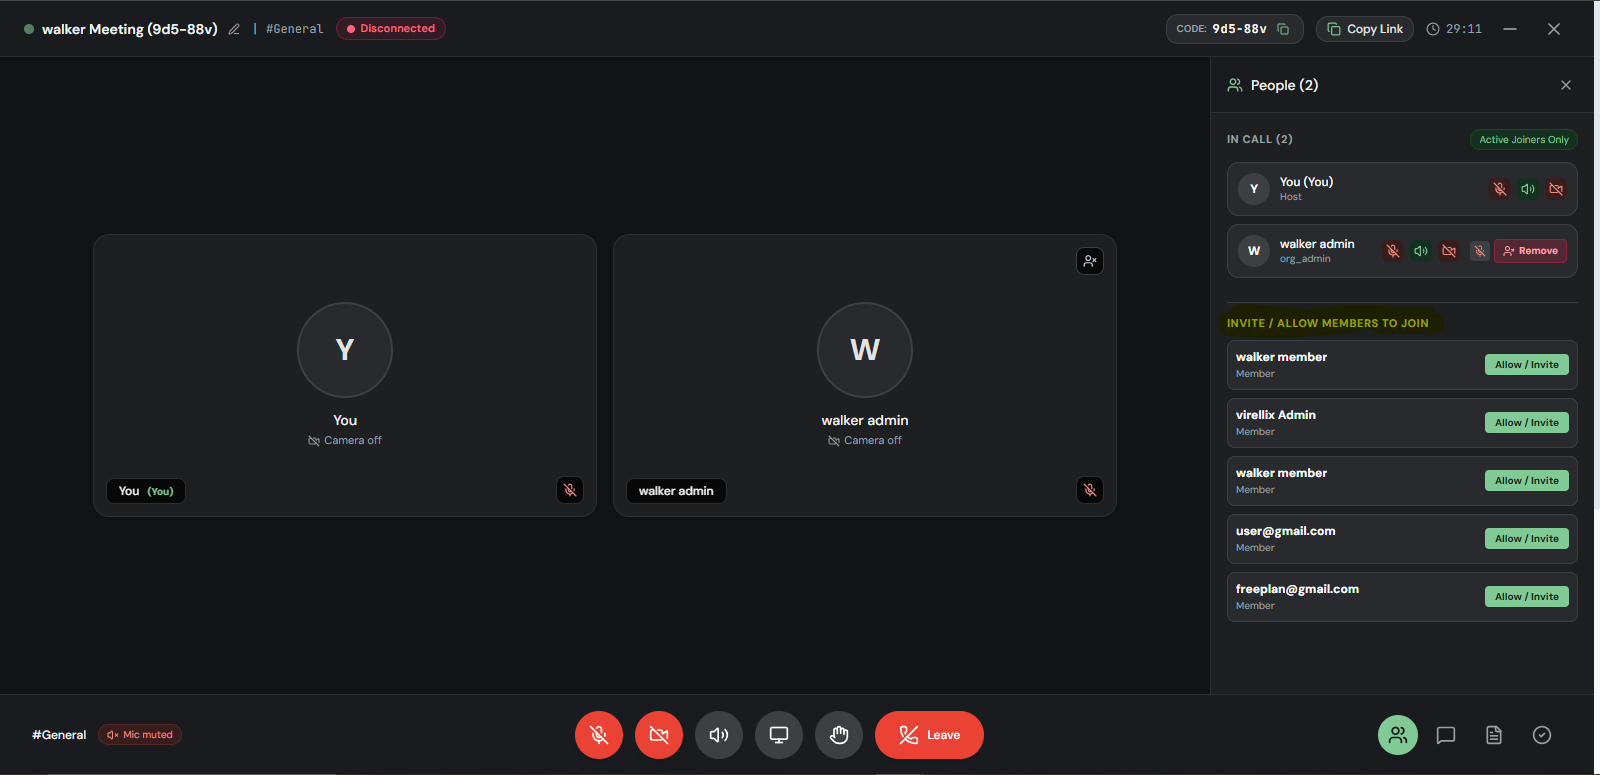 walker Meeting (9d5-88v) | #General Disconnected CODE: 9d5-88v Copy Link 29:11
People (2)
IN CALL (2) Active Joiners Only
Y You (You)
Host
W walker admin Remove
org_admin
INVITE / ALLOW MEMBERS TO JOIN
walker member
Member
Allow / Invite
virellix Admin
Member
Allow / Invite
walker member
Member
Allow / Invite
user@gmail.com
Member
Allow / Invite
freeplan@gmail.com
Member
Allow / Invite
Y
You
Camera off
You (You)
W
walker admin
Camera off
walker admin
#General Mic muted Leave